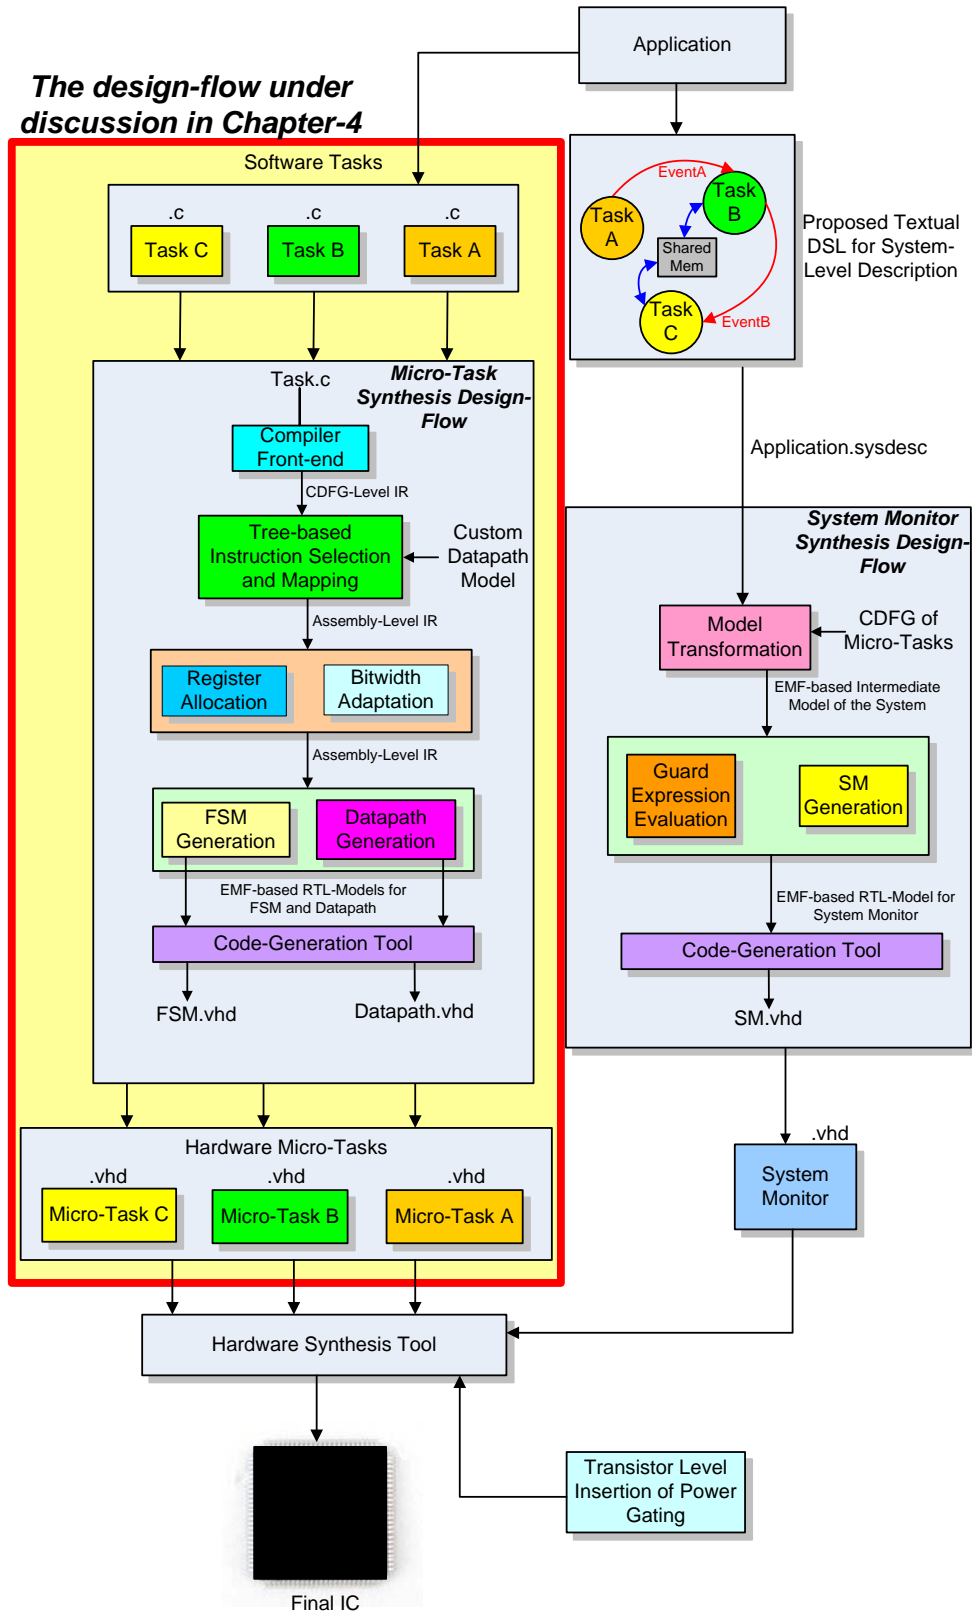 Application
The design-flow under
discussion in Chapter-4
Software Tasks
.c
.c
.c
Task C
Task B
Task A
EventA
Task
A
Task
B
Shared
Mem
Task
C
EventB
Proposed Textual
DSL for System-
Level Description
Task.c
Micro-Task
Synthesis Design-
Flow
Compiler
Front-end
CDFG-Level IR
Tree-based
Instruction Selection
and Mapping
Custom
Datapath
Model
Assembly-Level IR
Register
Allocation
Bitwidth
Adaptation
Assembly-Level IR
FSM
Generation
Datapath
Generation
EMF-based RTL-Models for
FSM and Datapath
Code-Generation Tool
FSM.vhd
Datapath.vhd
Application.sysdesc
System Monitor
Synthesis Design-
Flow
Model
Transformation
CDFG of
Micro-Tasks
EMF-based Intermediate
Model of the System
Guard
Expression
Evaluation
SM
Generation
EMF-based RTL-Model for
System Monitor
Code-Generation Tool
SM.vhd
Hardware Micro-Tasks
.vhd
.vhd
.vhd
Micro-Task C
Micro-Task B
Micro-Task A
.vhd
System
Monitor
Hardware Synthesis Tool
Transistor Level
Insertion of Power
Gating
Final IC